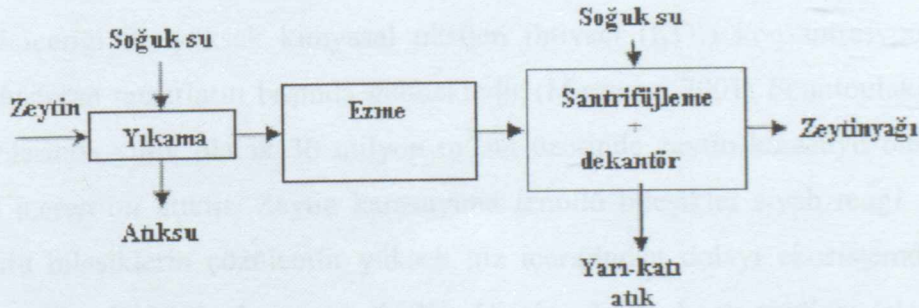 Soğuk su
Soğuk su
Zeytin
Yıkama
Ezme
Santrifüjleme
+
dekantör
Zeytinyağı
Atıksu
Yarı-katı
atık